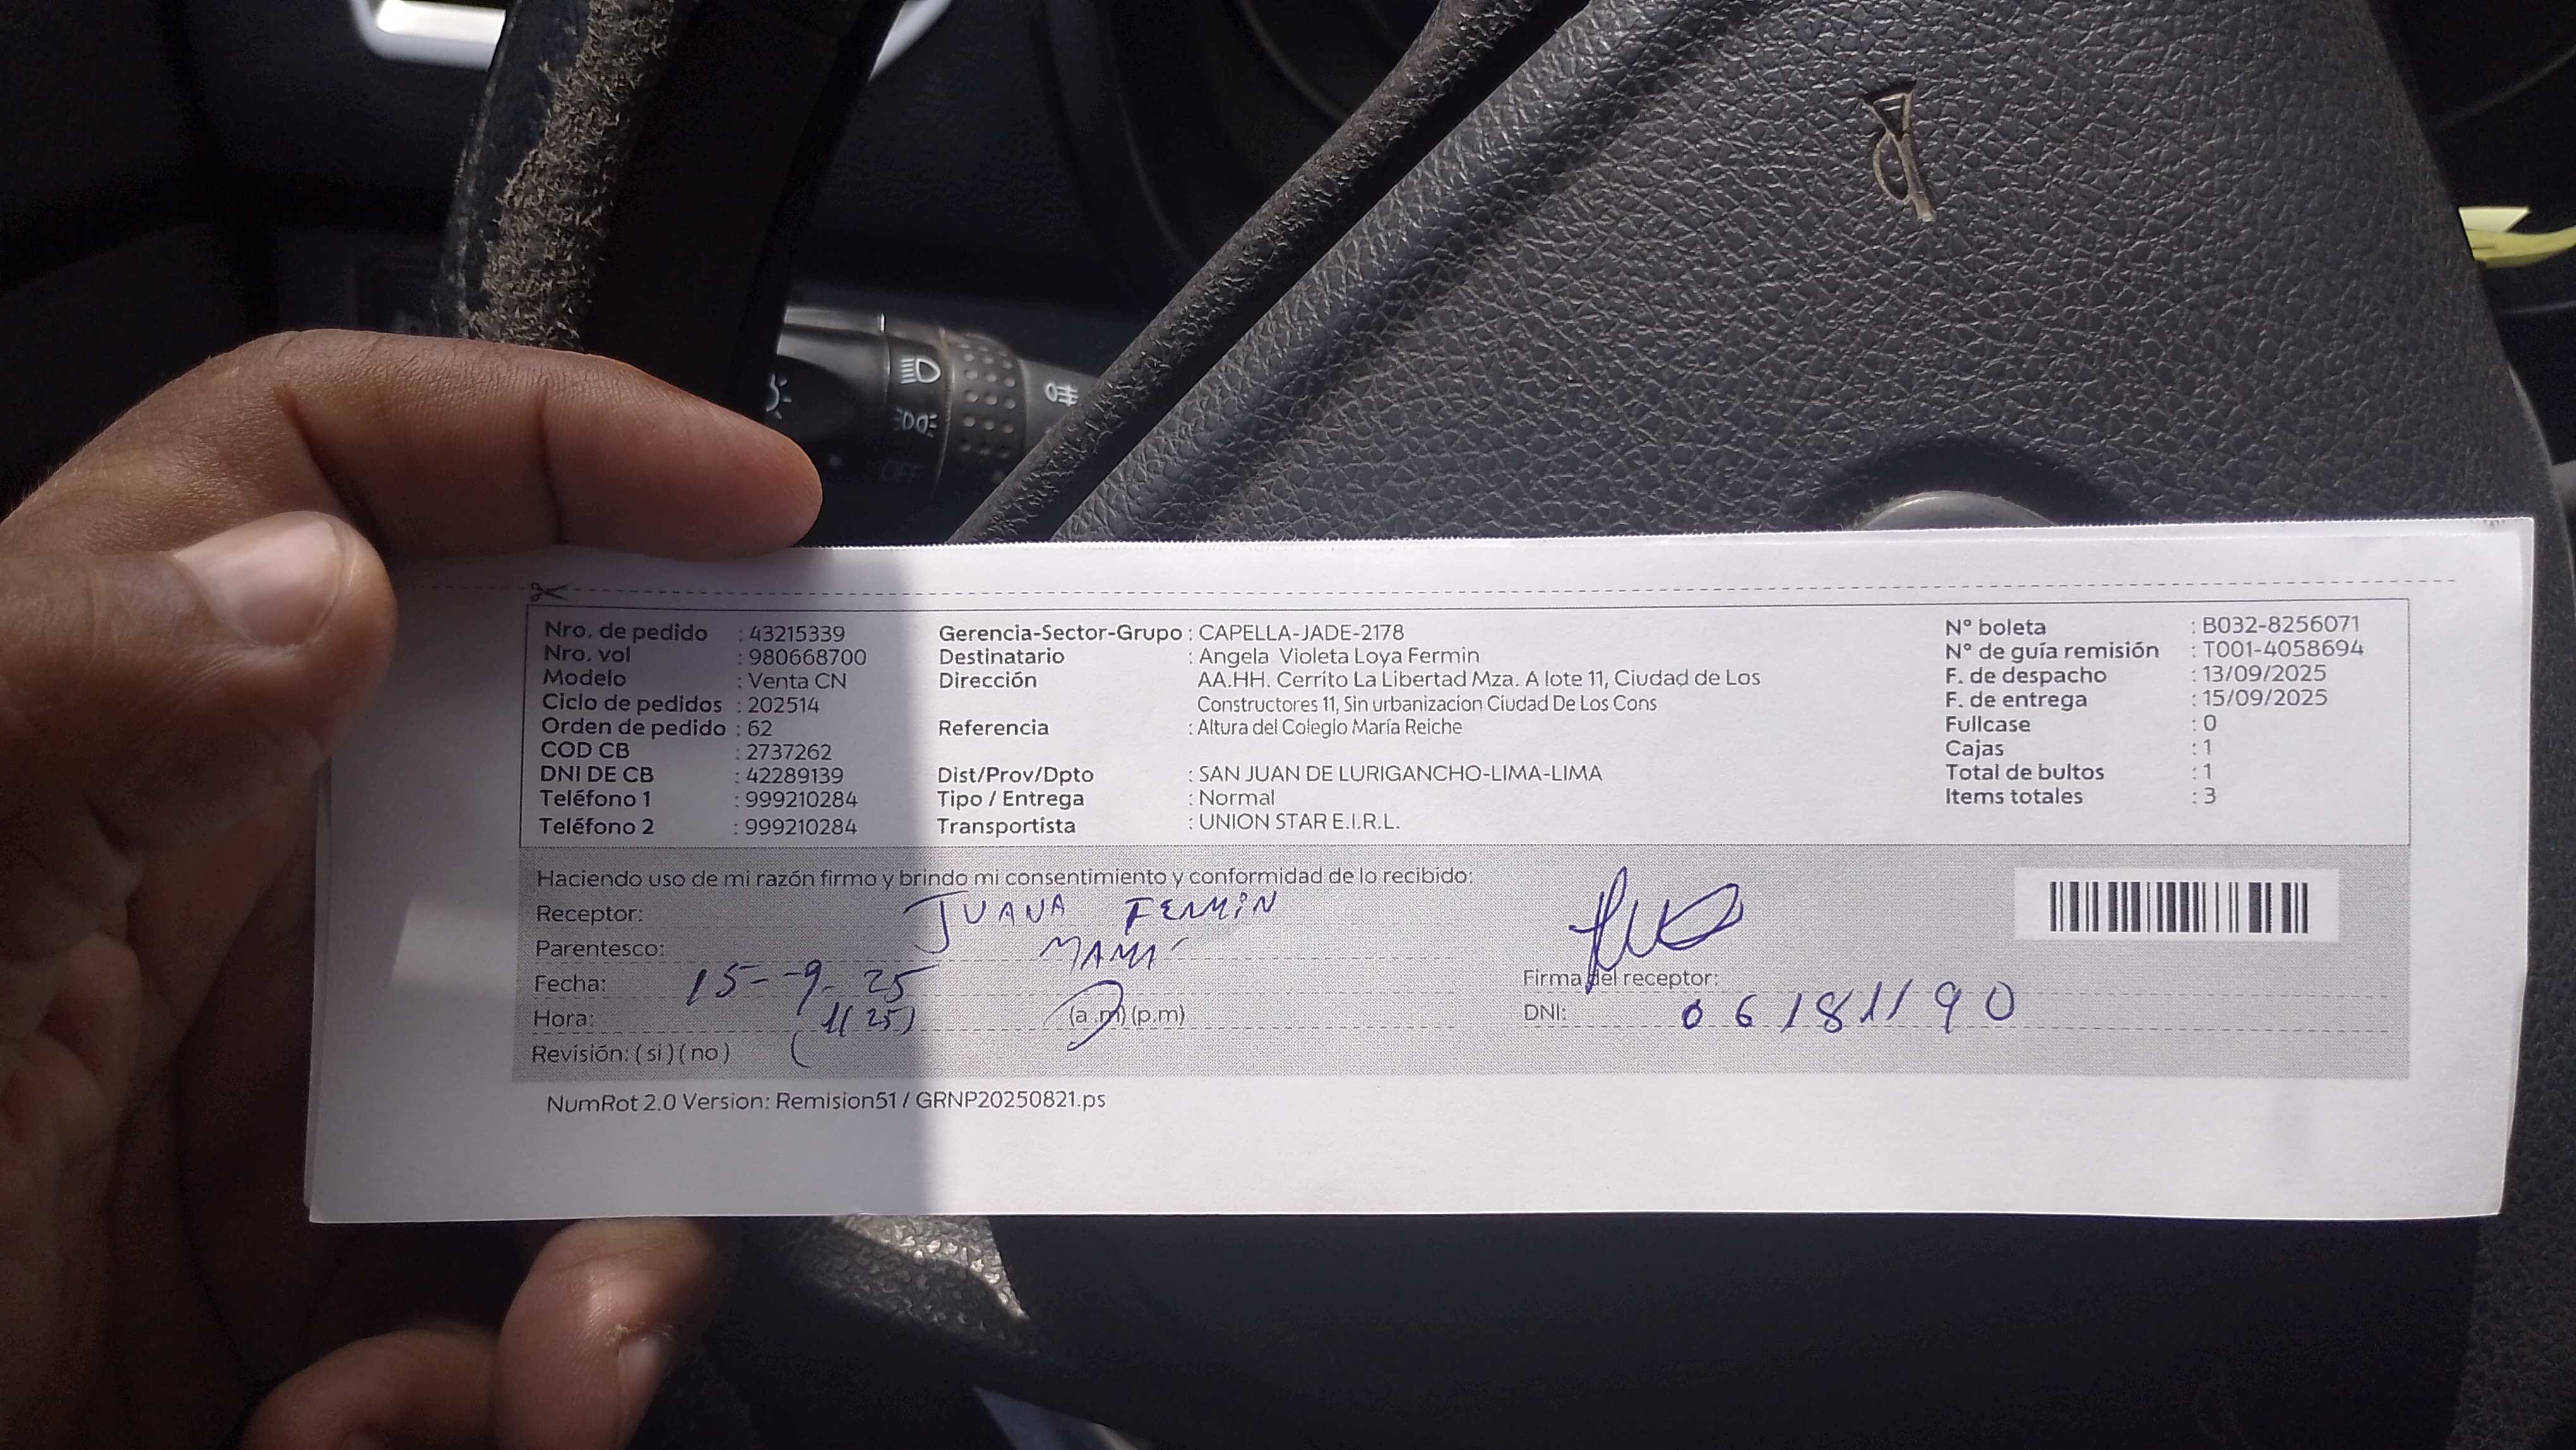 OFF
Nro. de pedido : 43215339 Gerencia-Sector-Grupo : CAPELLA-JADE-2178 N° boleta : B032-8256071
Nro. vol : 980668700 Destinatario : Angela Violeta Loya Fermin N° de guía remisión : T001-4058694
Modelo : Venta CN Dirección : AA.HH. Cerrito La Libertad Mza. A lote 11, Ciudad de Los F. de despacho : 13/09/2025
Ciclo de pedidos : 202514 Constructores 11, Sin urbanizacion Ciudad De Los Cons F. de entrega : 15/09/2025
Orden de pedido : 62 Referencia : Altura del Colegio María Reiche Fullcase : 0
COD CB : 2737262 Cajas : 1
DNI DE CB : 42289139 Dist/Prov/Dpto : SAN JUAN DE LURIGANCHO-LIMA-LIMA Total de bultos : 1
Teléfono 1 : 999210284 Tipo / Entrega : Normal Items totales : 3
Teléfono 2 : 999210284 Transportista : UNION STAR E.I.R.L.
Haciendo uso de mi razón firmo y brindo mi consentimiento y conformidad de lo recibido:
Receptor: JUANA FERMIN
Parentesco: MAMÁ
Fecha: 15-9-25 Firma del receptor:
Hora: (a.m) (p.m) DNI: 06181190
Revisión: (si) (no)
NumRot 2.0 Version: Remision51 / GRNP20250821.ps